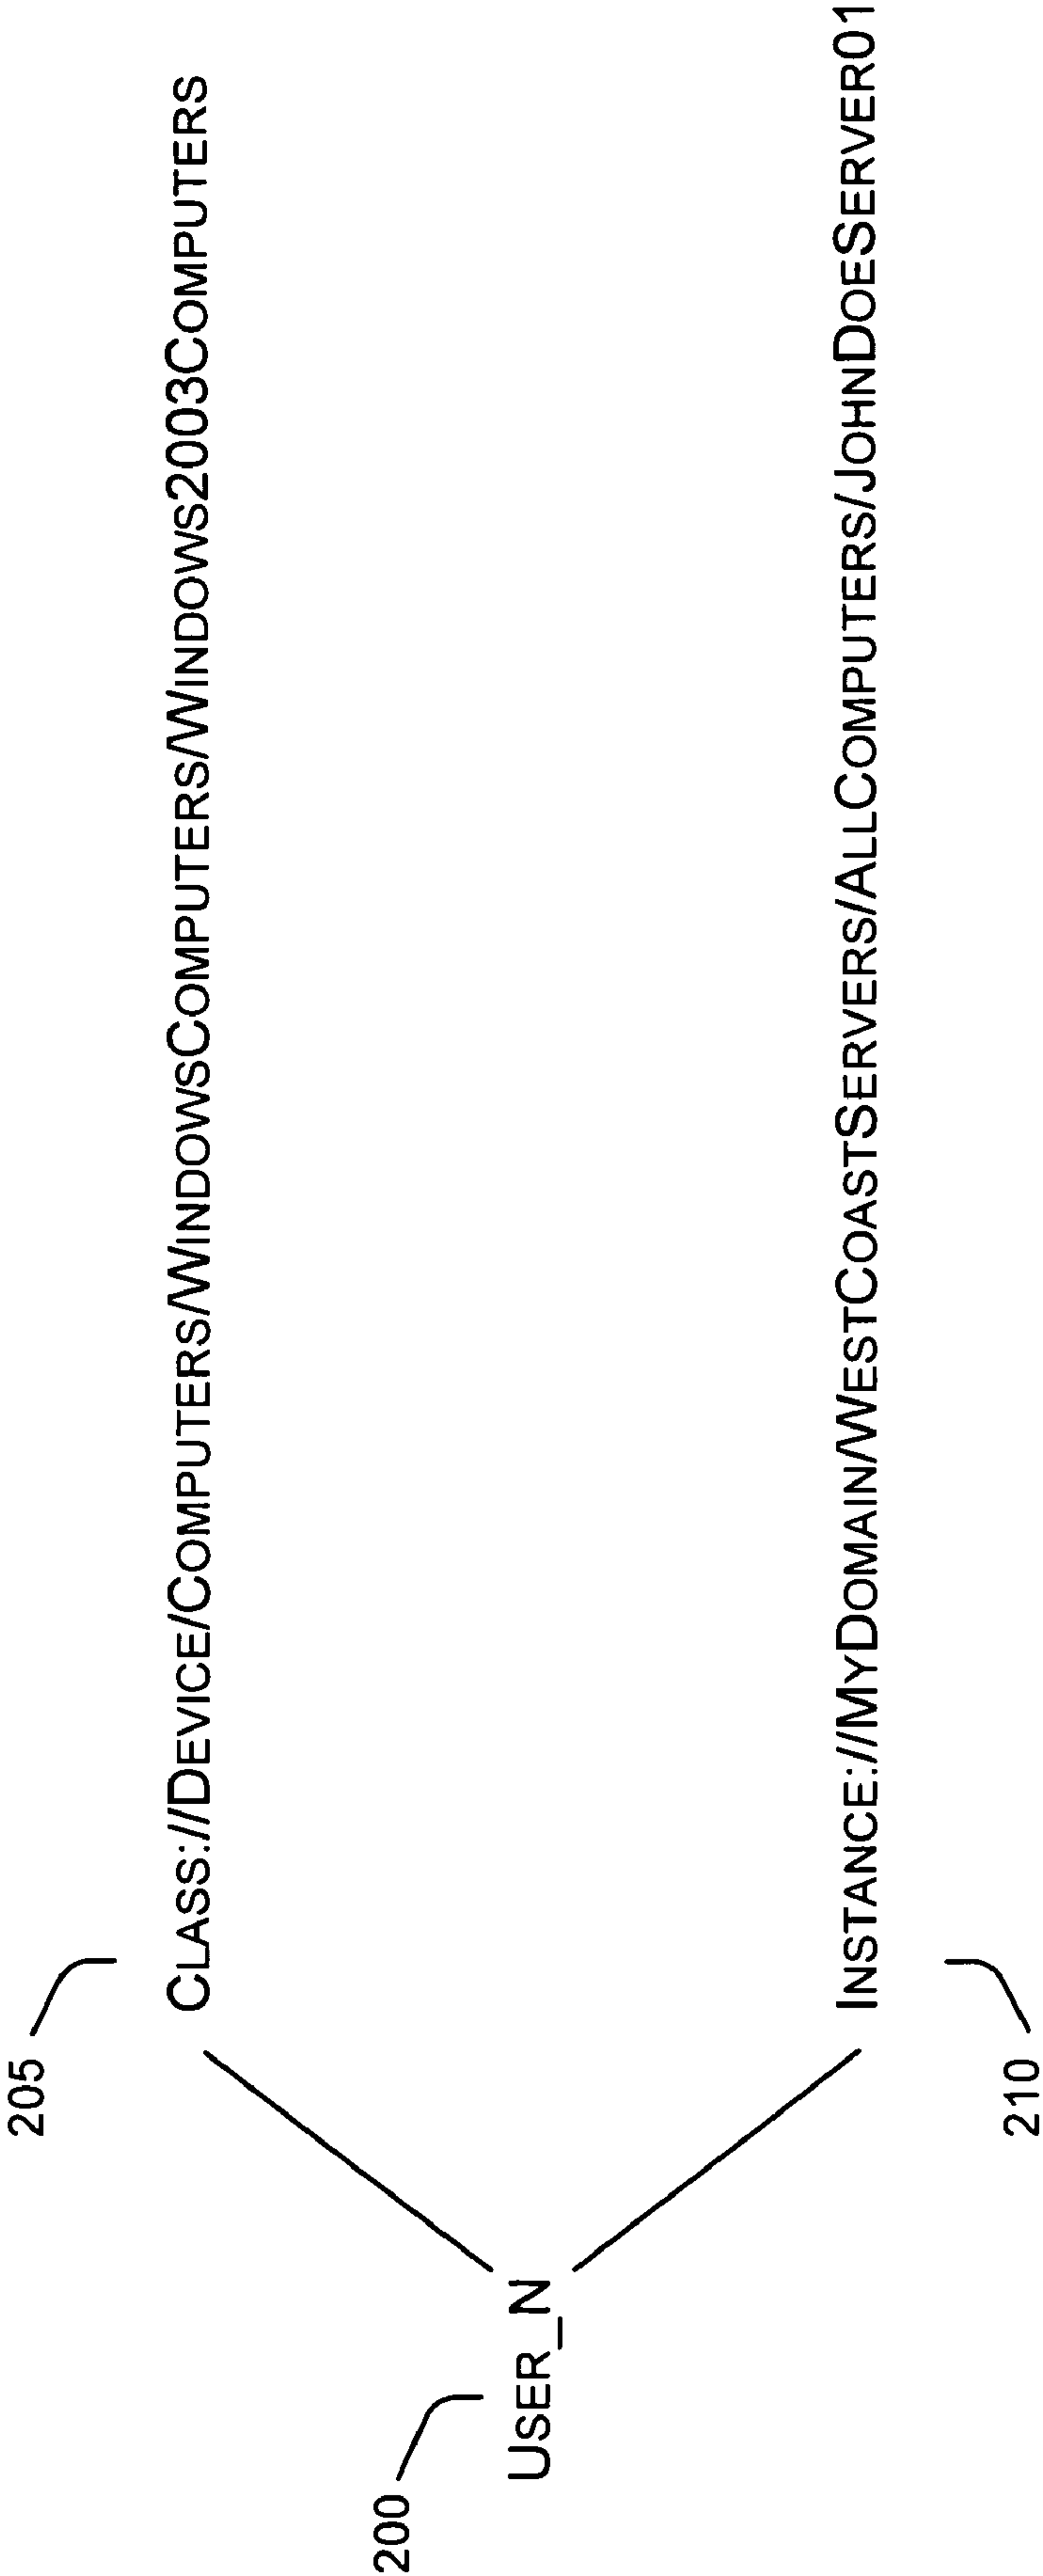 205
CLASS://DEVICE/COMPUTERS/WINDOWSCOMPUTERS/WINDOWS2003COMPUTERS
200
USER_N
INSTANCE://MYDOMAIN/WESTCOASTSERVERS/ALLCOMPUTERS/JOHNDOESERVER01
210